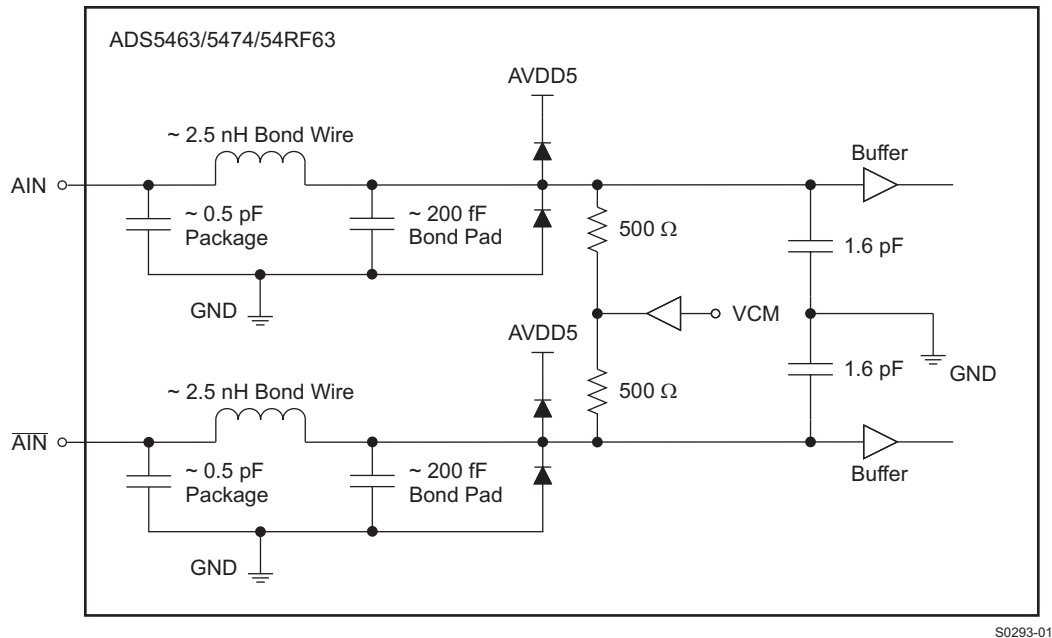 ADS5463/5474/54RF63
AVDD5
~ 2.5 nH Bond Wire
Buffer
AIN
~ 0.5 pF
Package
~ 200 fF
Bond Pad
500 Ω
1.6 pF
GND
VCM
AVDD5
GND
~ 2.5 nH Bond Wire
500 Ω
1.6 pF
AIN
~ 0.5 pF
Package
~ 200 fF
Bond Pad
Buffer
GND
S0293-01